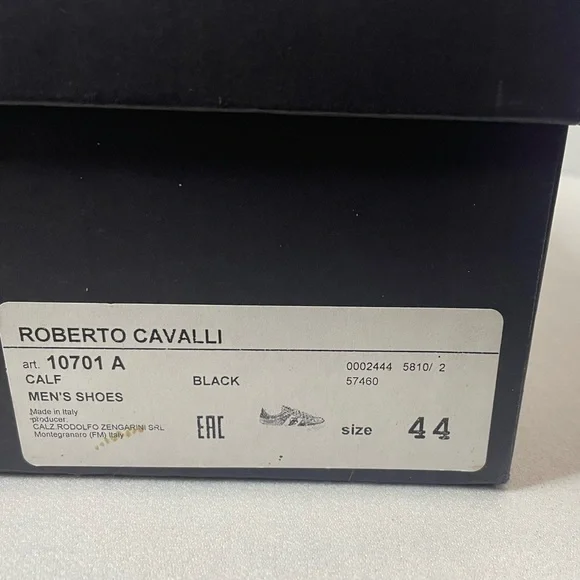 ROBERTO CAVALLI
art. 10701 A
0002444 5810/ 2
CALF BLACK 57460
MEN'S SHOES
Made in Italy
producer:
CALZ.RODOLFO ZENGARINI SRL
Montegranaro (FM) Italy
EAC
size 44